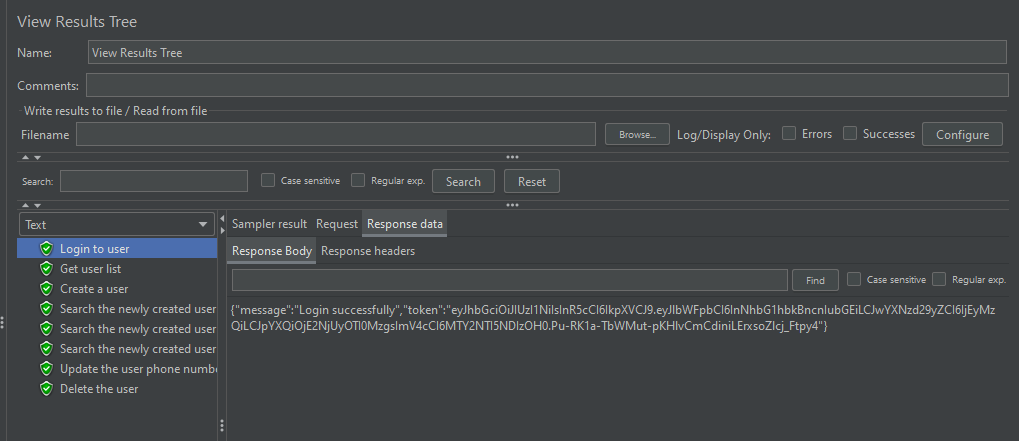 View Results Tree
Name: View Results Tree
Comments:
Write results to file / Read from file
Filename Browse... Log/Display Only: Errors Successes Configure
Search: Case sensitive Regular exp. Search Reset
Text
Login to user
Get user list
Create a user
Search the newly created user
Search the newly created user
Search the newly created user
Update the user phone numbe
Delete the user
Sampler result Request Response data
Response Body Response headers
Find Case sensitive Regular exp.
{"message":"Login successfully","token":"eyJhbGciOiJIUzI1NiIsInR5cCI6IkpXVCJ9.eyJlbWFpbCI6InNhbG1hbkBncnlubGEiLCJwYXNzd29yZCI6IjEyMz
QiLCJpYXQiOjE2NjUyOTI0MzgsImV4cCI6MTY2NTI5NDIzOH0.Pu-RK1a-TbWMut-pKHIvCmCdiniLErxsoZIcj_Ftpy4"}